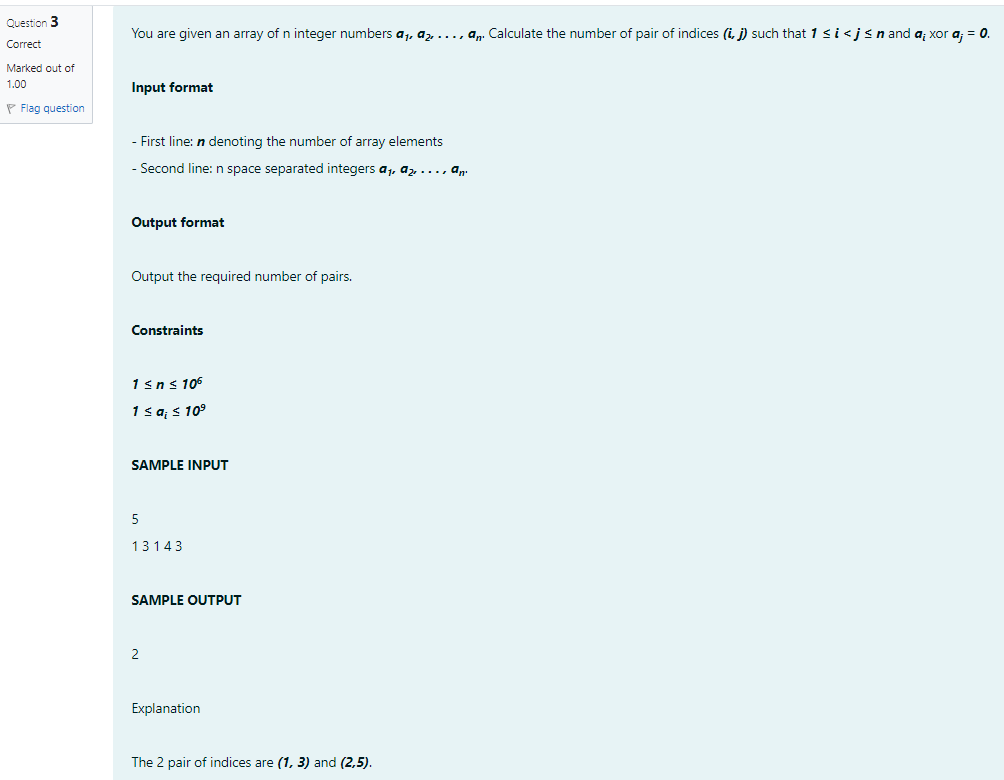 Question 3
Correct
Marked out of
1.00
Flag question
You are given an array of n integer numbers a₁, a₂, . . . , aₙ. Calculate the number of pair of indices (i, j) such that 1 ≤ i < j ≤ n and aᵢ xor aⱼ = 0.
Input format
- First line: n denoting the number of array elements
- Second line: n space separated integers a₁, a₂, . . . , aₙ.
Output format
Output the required number of pairs.
Constraints
1 ≤ n ≤ 10⁶
1 ≤ aᵢ ≤ 10⁹
SAMPLE INPUT
5
1 3 1 4 3
SAMPLE OUTPUT
2
Explanation
The 2 pair of indices are (1, 3) and (2,5).